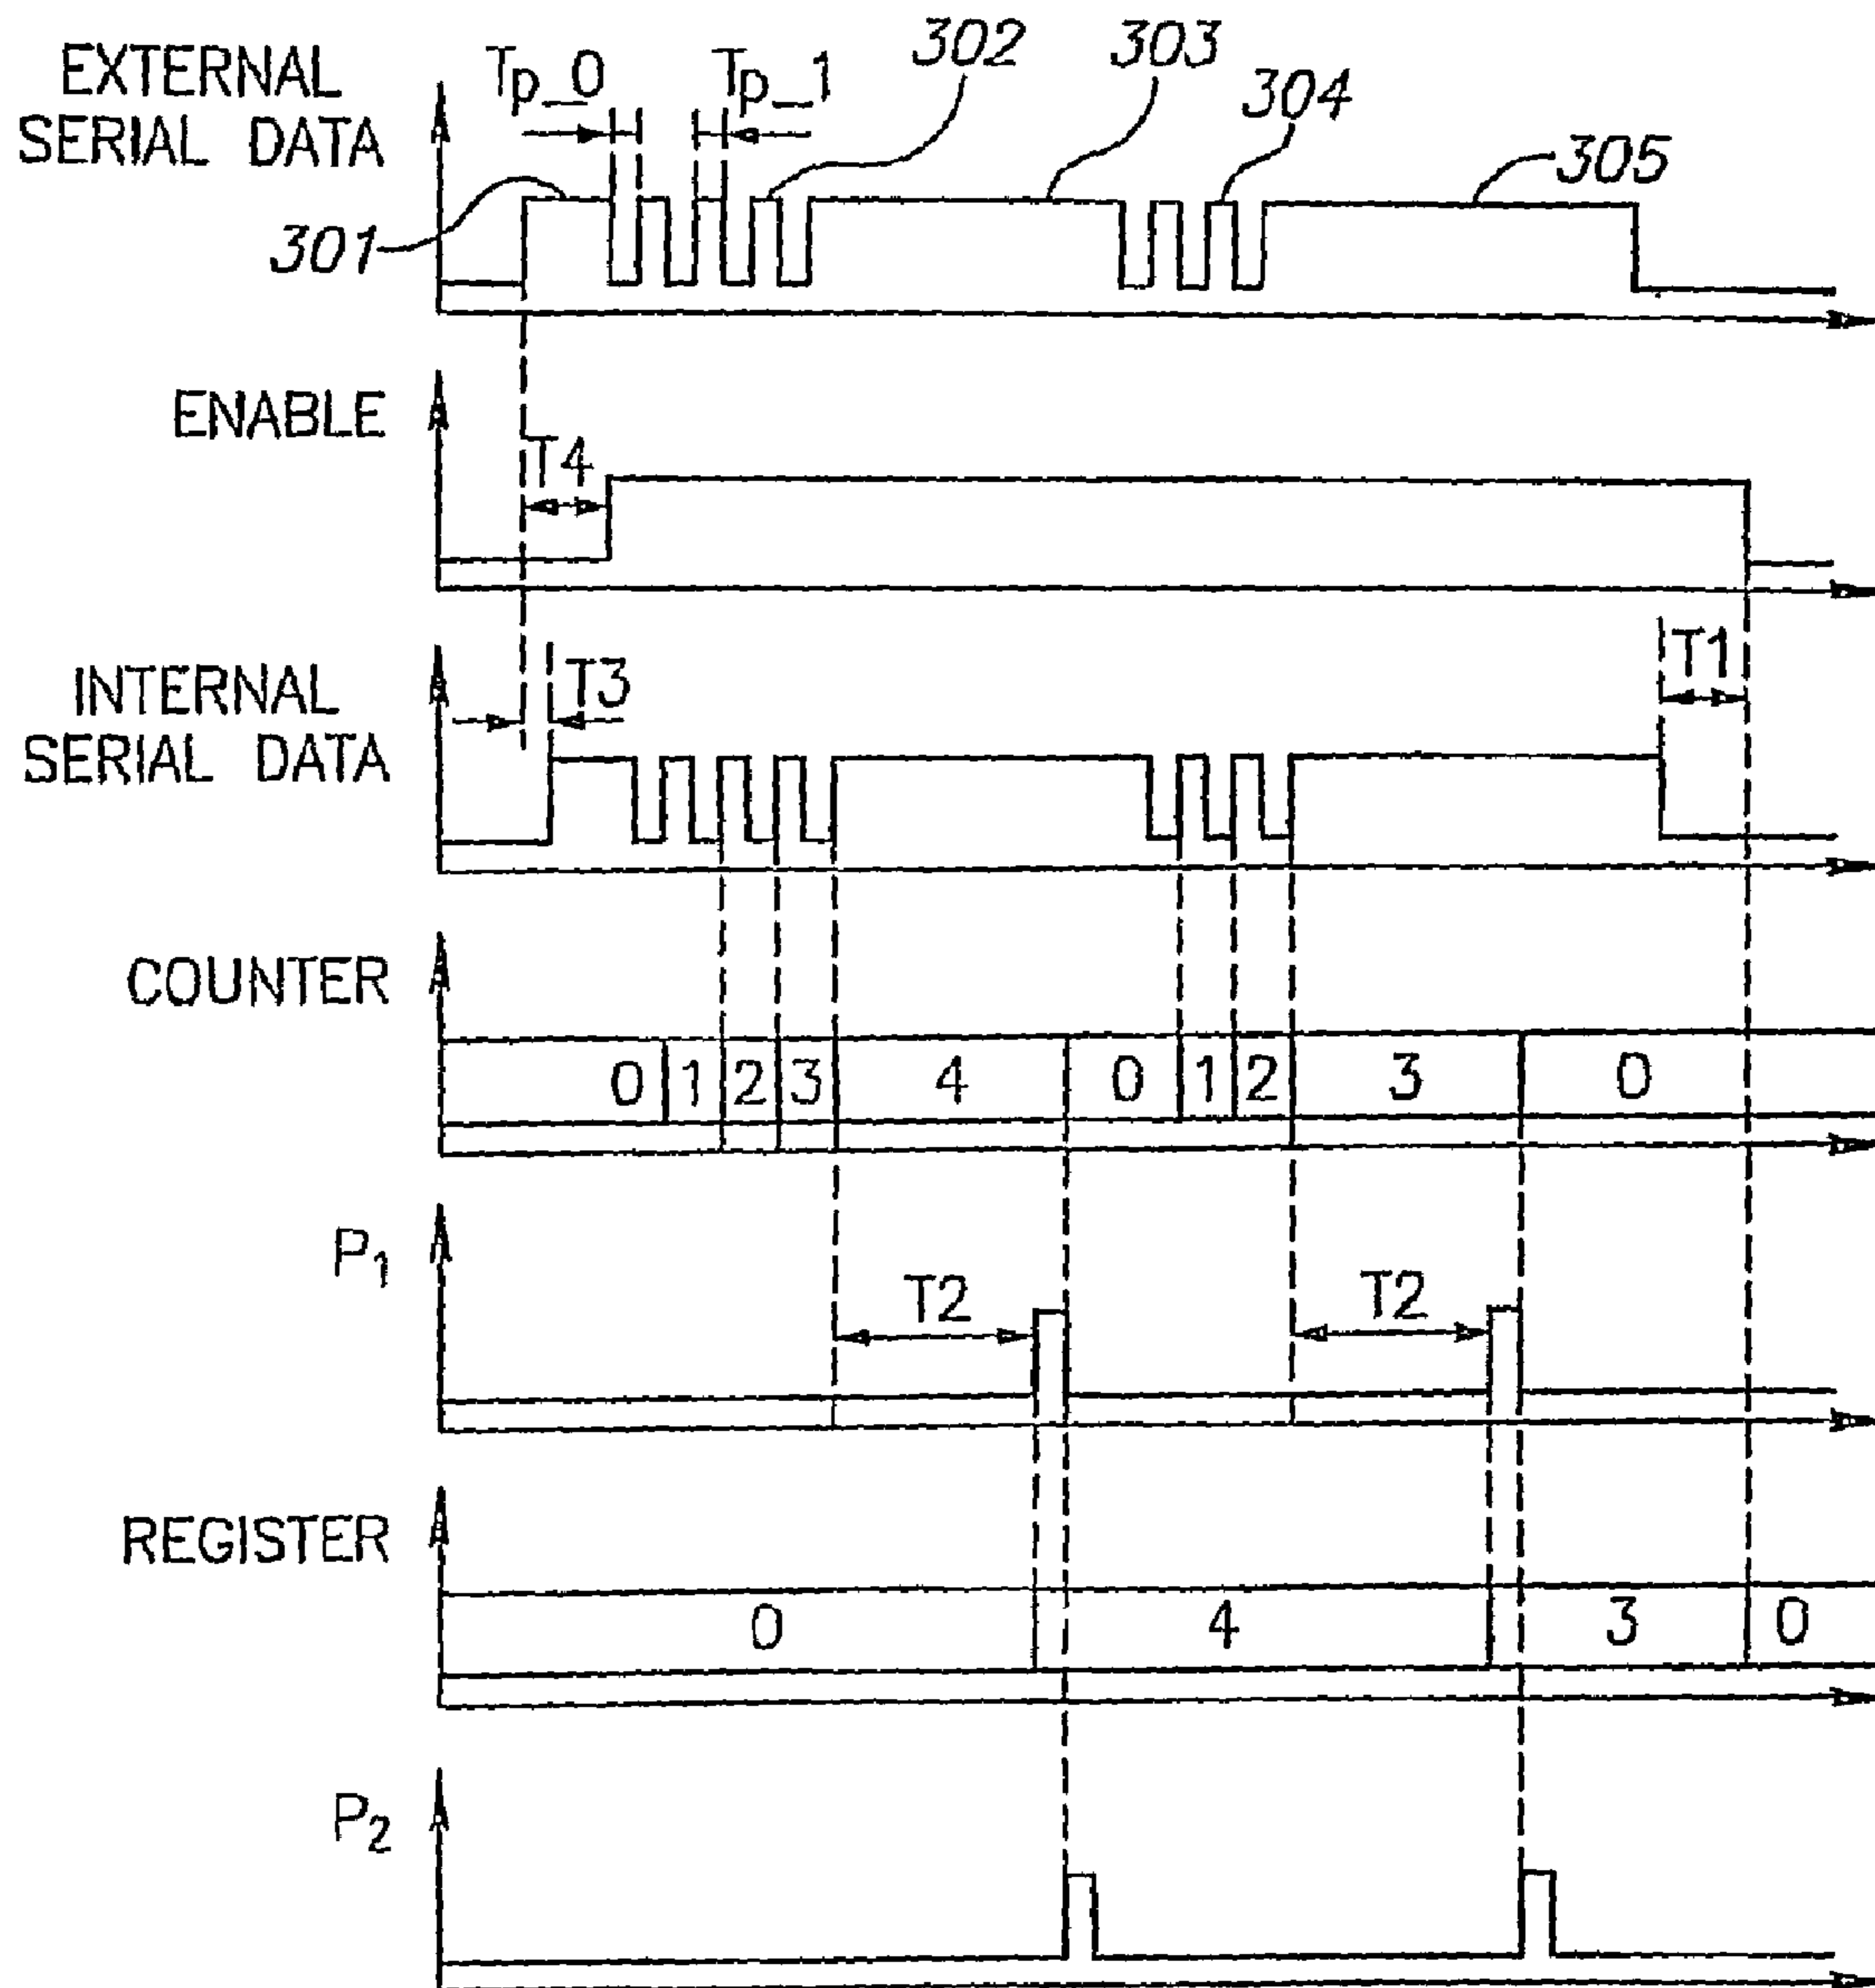 EXTERNAL
SERIAL DATA
Tp_0
Tp_1
302
303
304
305
301
ENABLE
T4
INTERNAL
SERIAL DATA
T3
T1
COUNTER
0 1 2 3 4 0 1 2 3 0
P1
T2
T2
REGISTER
0 4 3 0
P2